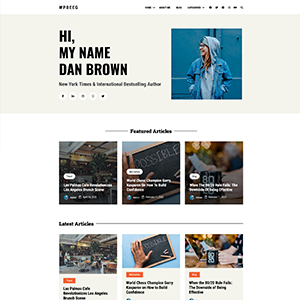 WPBEEG
HOME ABOUT ME BLOG CATEGORIES
HI,
MY NAME
DAN BROWN
New York Times & International Bestselling Author
Featured Articles
POSSIBLE
Las Palmas Cafe Revolutionizes
Los Angeles Brunch Scene
World Chess Champion Garry
Kasparov On How To Build
Confidence
When The 80/20 Rule Fails: The
Downside Of Being Effective
Latest Articles
POSSIBLE
Las Palmas Cafe
Revolutionizes Los Angeles
Brunch Scene
World Chess Champion Garry
Kasparov On How To Build
Confidence
When The 80/20 Rule Fails: The
Downside Of Being Effective